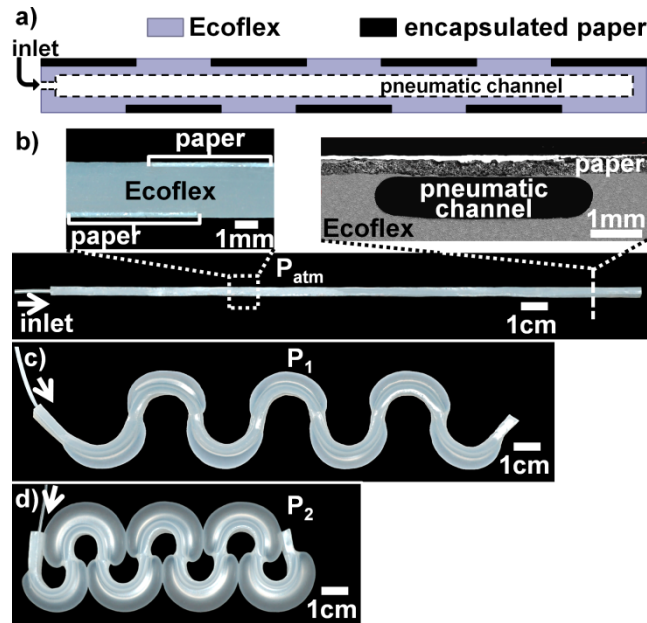 a)
Ecoflex
encapsulated paper
inlet
pneumatic channel
b)
paper
Ecoflex
paper
1mm
paper
pneumatic
channel
Ecoflex
1mm
Patm
inlet
1cm
c)
P1
1cm
d)
P2
1cm